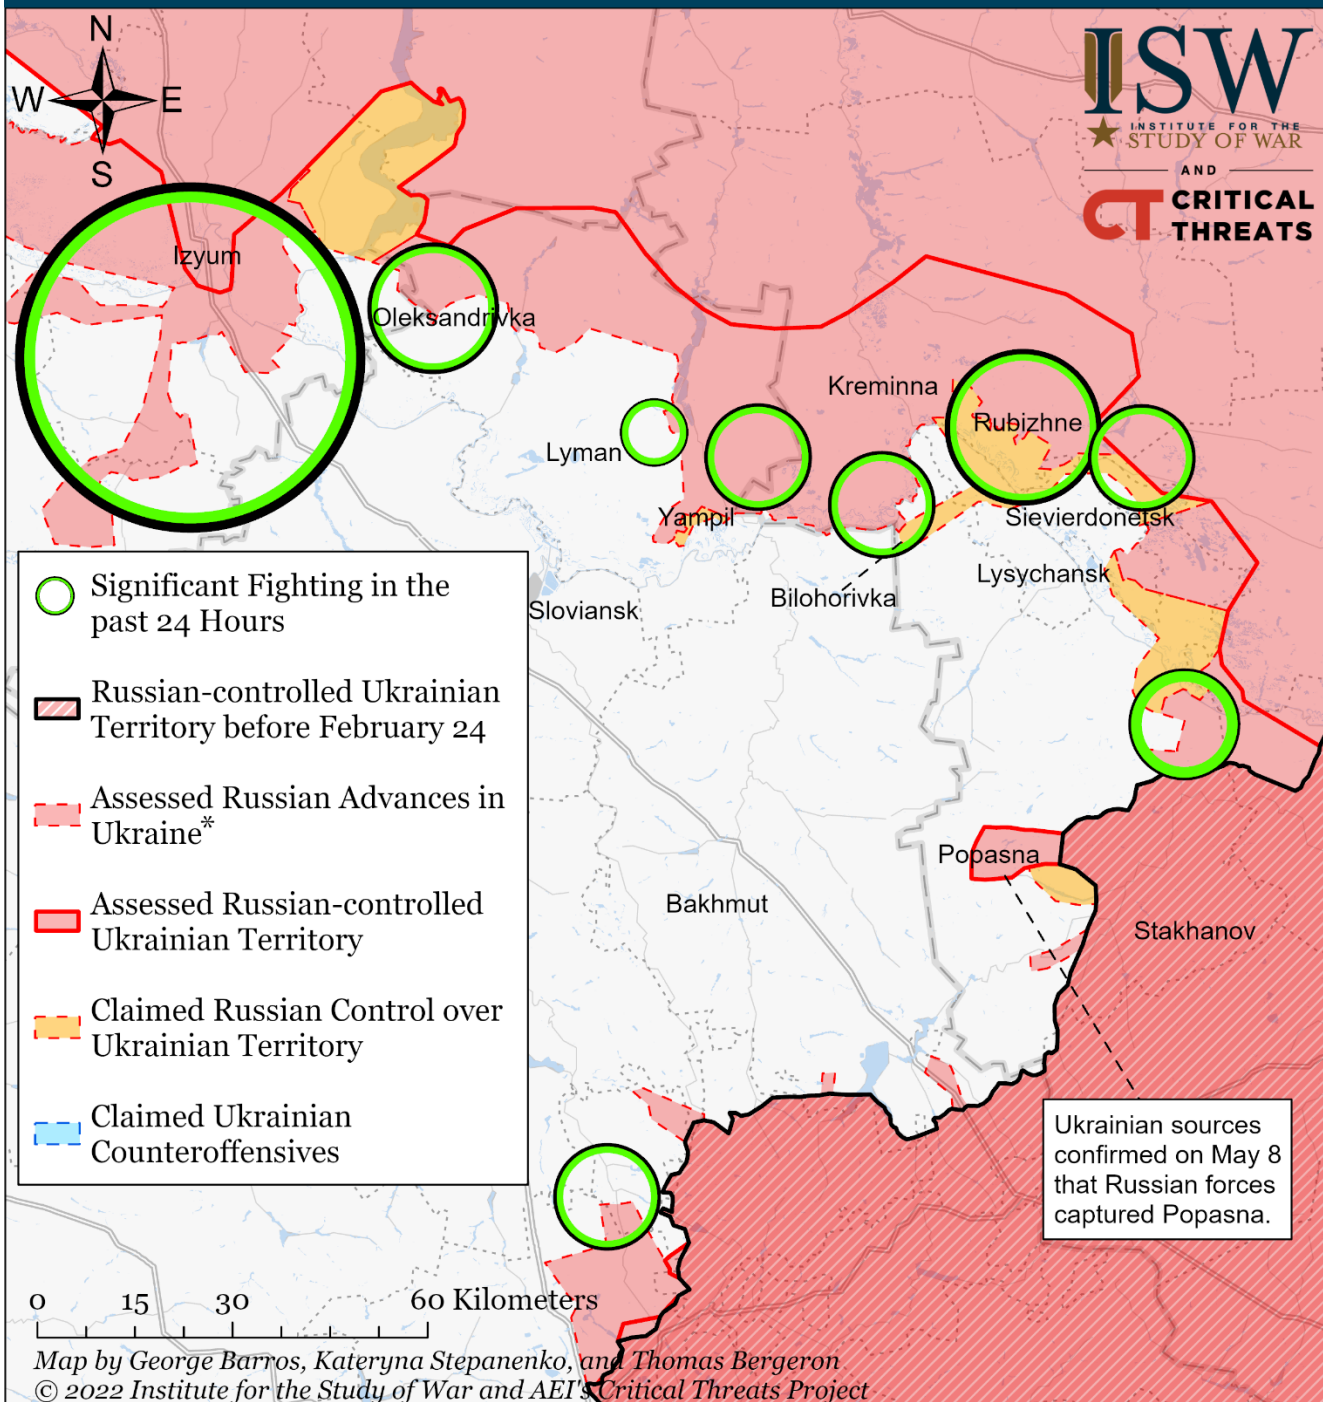 N
W E
S
ISW
INSTITUTE FOR THE
STUDY OF WAR
AND
CT CRITICAL
THREATS
Izyum
Oleksandrivka
Kreminna
Rubizhne
Lyman
Yampil
Sievierdonetsk
Lysychansk
Bilohorivka
Sloviansk
Popasna
Bakhmut
Stakhanov
Significant Fighting in the
past 24 Hours
Russian-controlled Ukrainian
Territory before February 24
Assessed Russian Advances in
Ukraine*
Assessed Russian-controlled
Ukrainian Territory
Claimed Russian Control over
Ukrainian Territory
Claimed Ukrainian
Counteroffensives
Ukrainian sources
confirmed on May 8
that Russian forces
captured Popasna.
0 15 30 60 Kilometers
Map by George Barros, Kateryna Stepanenko, and Thomas Bergeron
© 2022 Institute for the Study of War and AEI's Critical Threats Project